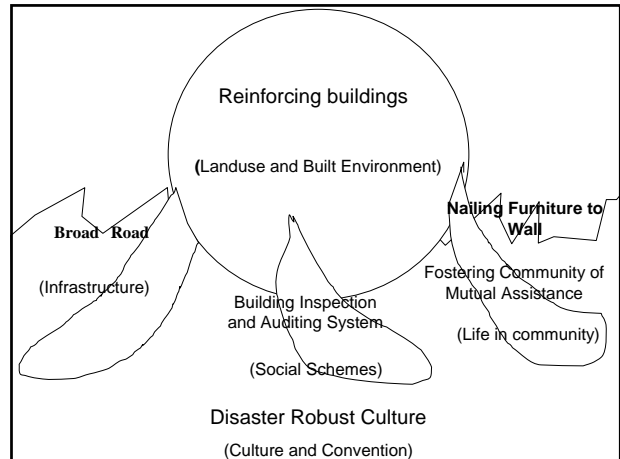 Reinforcing buildings
(Landuse and Built Environment)
Broad Road
(Infrastructure)
Nailing Furniture to
Wall
Fostering Community of
Mutual Assistance
(Life in community)
Building Inspection
and Auditing System
(Social Schemes)
Disaster Robust Culture
(Culture and Convention)